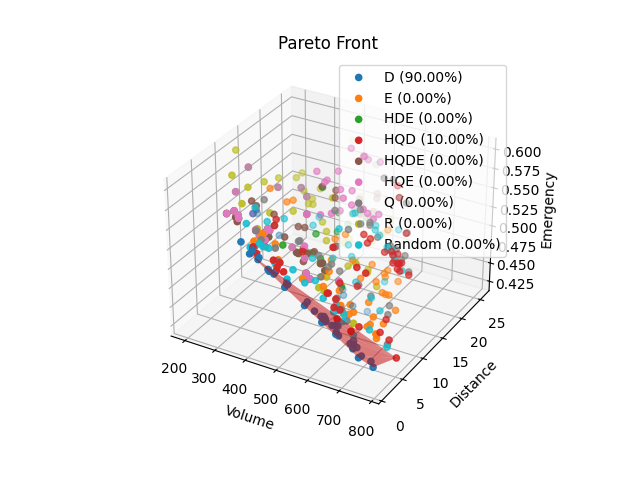 Pareto Front
D (90.00%)
E (0.00%)
HDE (0.00%)
HQD (10.00%)
HQDE (0.00%)
HQE (0.00%)
Q (0.00%)
R (0.00%)
Random (0.00%)
0.600
0.575
0.550
0.525
0.500
0.475
0.450
0.425
Emergency
25
20
15
10
5
0
Distance
200
300
400
500
600
700
800
Volume